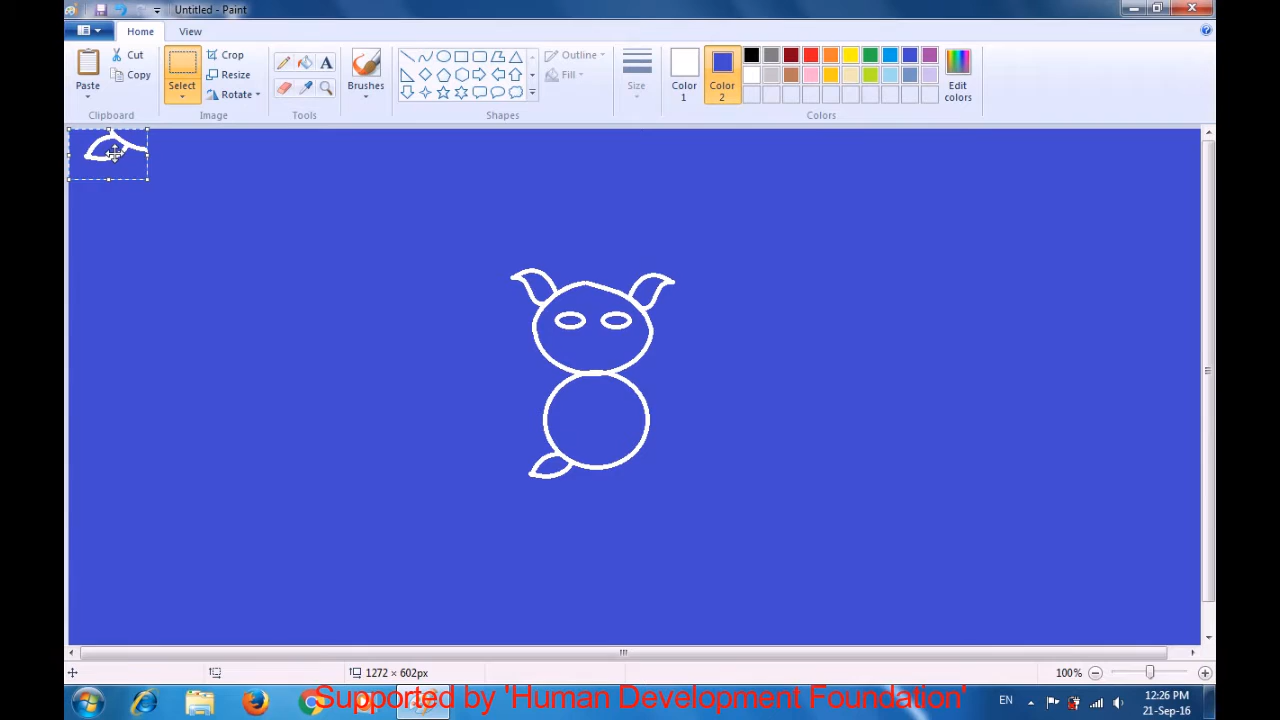 Untitled - Paint
Home View
Paste
Cut
Copy
Clipboard
Select
Crop
Resize
Rotate
Image
Tools
Brushes
Outline
Fill
Shapes
Size
Color 1
Color 2
Edit colors
Colors
1272 × 602px
100%
EN
12:26 PM
21-Sep-16
Supported by 'Human Development Foundation'